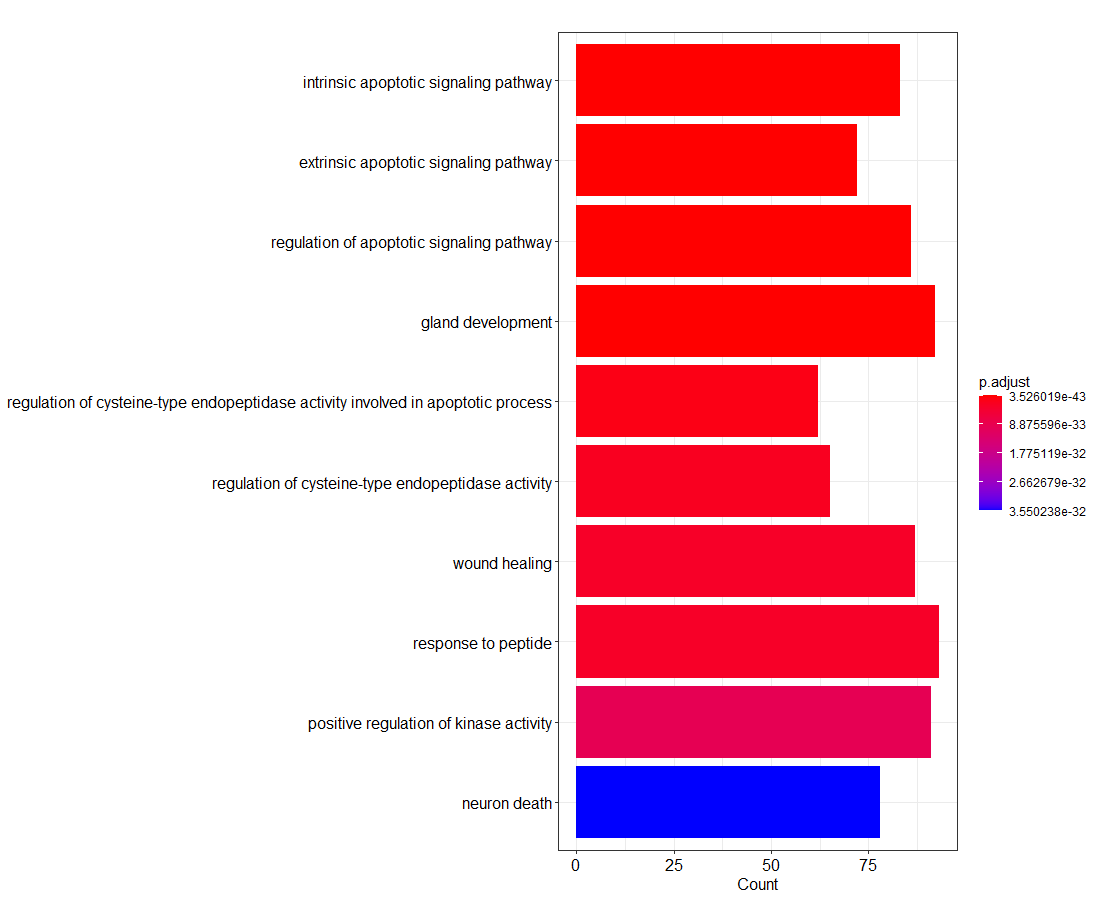 intrinsic apoptotic signaling pathway
extrinsic apoptotic signaling pathway
regulation of apoptotic signaling pathway
gland development
regulation of cysteine-type endopeptidase activity involved in apoptotic process
regulation of cysteine-type endopeptidase activity
wound healing
response to peptide
positive regulation of kinase activity
neuron death
0 25 50 75
Count
p.adjust
3.526019e-43
8.875596e-33
1.775119e-32
2.662679e-32
3.550238e-32